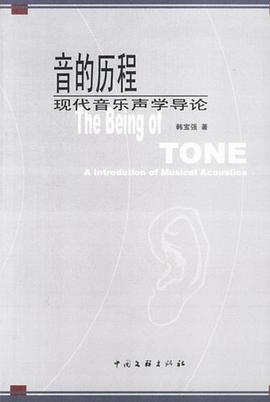 音的历程
现代音乐声学导论
The Being of
韩宝强 著
TONE
A Introdution of Musical Acoustics
中国文联出版社